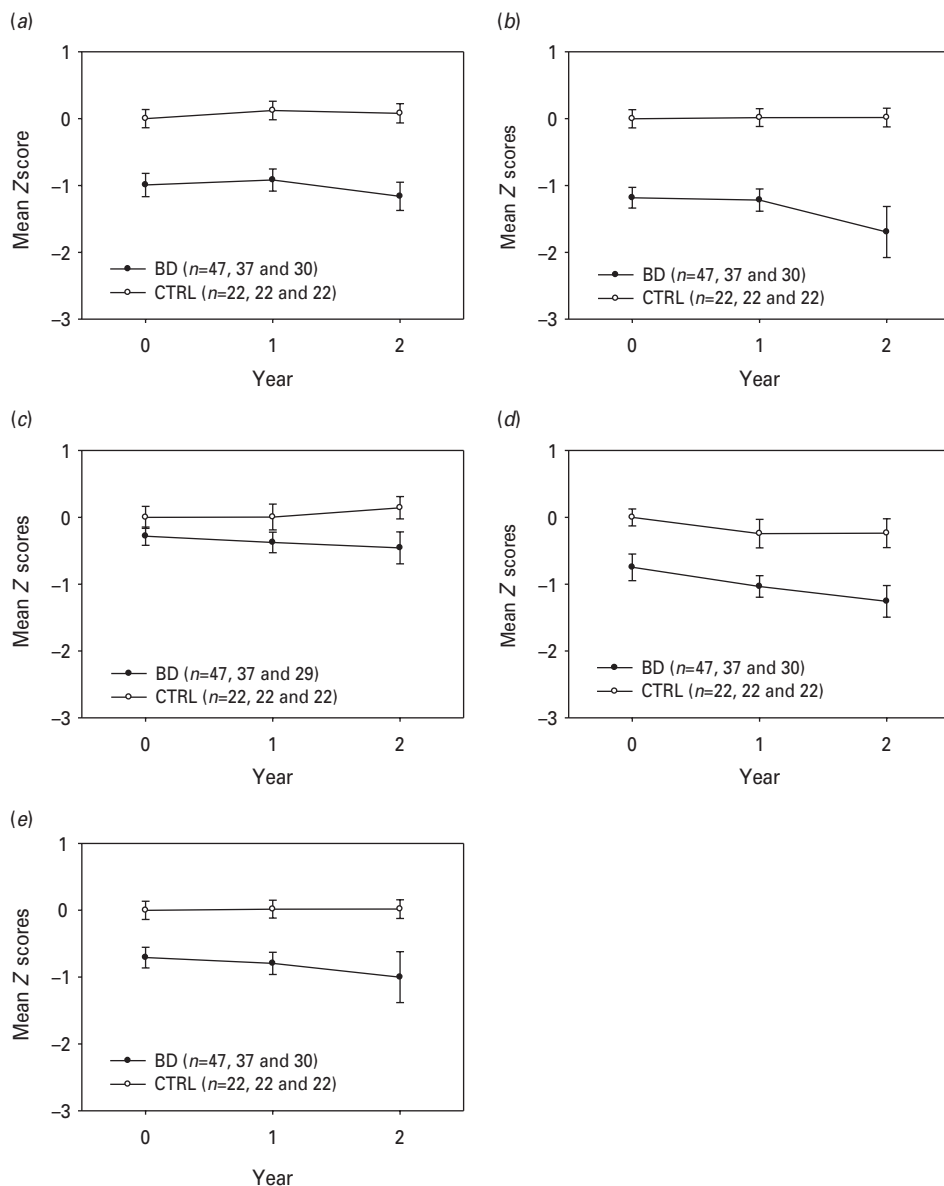 (a)
1
0
–1
–2
–3
Mean Z score
BD (n=47, 37 and 30)
CTRL (n=22, 22 and 22)
0 1 2
Year
(b)
1
0
–1
–2
–3
Mean Z scores
BD (n=47, 37 and 30)
CTRL (n=22, 22 and 22)
0 1 2
Year
(c)
1
0
–1
–2
–3
Mean Z scores
BD (n=47, 37 and 29)
CTRL (n=22, 22 and 22)
0 1 2
Year
(d)
1
0
–1
–2
–3
Mean Z scores
BD (n=47, 37 and 30)
CTRL (n=22, 22 and 22)
0 1 2
Year
(e)
1
0
–1
–2
–3
Mean Z scores
BD (n=47, 37 and 30)
CTRL (n=22, 22 and 22)
0 1 2
Year